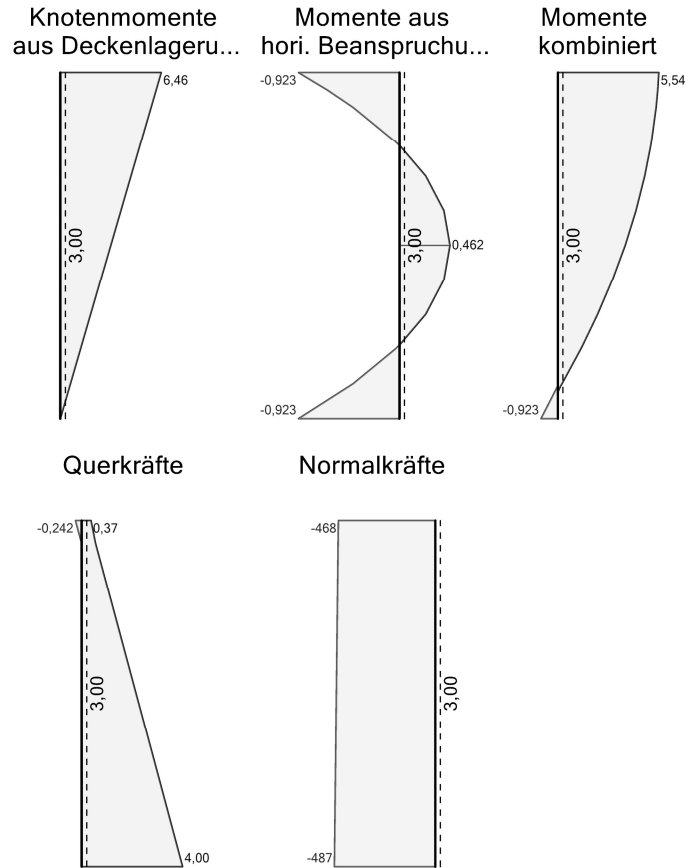 Knotenmomente
aus Deckenlageru...
6,46
3,00
Momente aus
hori. Beanspruchu...
-0,923
3,00
0,462
-0,923
Momente
kombiniert
5,54
3,00
-0,923
Querkräfte
-0,242
0,37
3,00
4,00
Normalkräfte
-468
3,00
-487